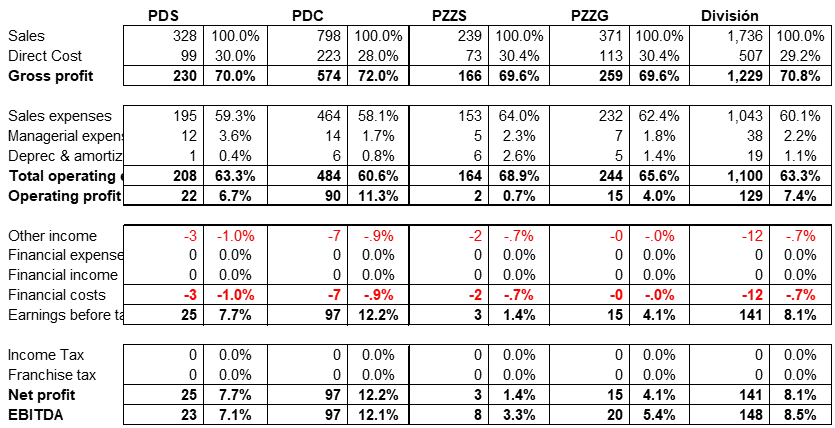 PDS PDC PZZS PZZG División
Sales 328 100.0% 798 100.0% 239 100.0% 371 100.0% 1,736 100.0%
Direct Cost 99 30.0% 223 28.0% 73 30.4% 113 30.4% 507 29.2%
Gross profit 230 70.0% 574 72.0% 166 69.6% 259 69.6% 1,229 70.8%
Sales expenses 195 59.3% 464 58.1% 153 64.0% 232 62.4% 1,043 60.1%
Managerial expen 12 3.6% 14 1.7% 5 2.3% 7 1.8% 38 2.2%
Deprec & amortiz 1 0.4% 6 0.8% 6 2.6% 5 1.4% 19 1.1%
Total operating e 208 63.3% 484 60.6% 164 68.9% 244 65.6% 1,100 63.3%
Operating profit 22 6.7% 90 11.3% 2 0.7% 15 4.0% 129 7.4%
Other income -3 -1.0% -7 -.9% -2 -.7% -0 -.0% -12 -.7%
Financial expense 0 0.0% 0 0.0% 0 0.0% 0 0.0% 0 0.0%
Financial income 0 0.0% 0 0.0% 0 0.0% 0 0.0% 0 0.0%
Financial costs -3 -1.0% -7 -.9% -2 -.7% -0 -.0% -12 -.7%
Earnings before ta 25 7.7% 97 12.2% 3 1.4% 15 4.1% 141 8.1%
Income Tax 0 0.0% 0 0.0% 0 0.0% 0 0.0% 0 0.0%
Franchise tax 0 0.0% 0 0.0% 0 0.0% 0 0.0% 0 0.0%
Net profit 25 7.7% 97 12.2% 3 1.4% 15 4.1% 141 8.1%
EBITDA 23 7.1% 97 12.1% 8 3.3% 20 5.4% 148 8.5%